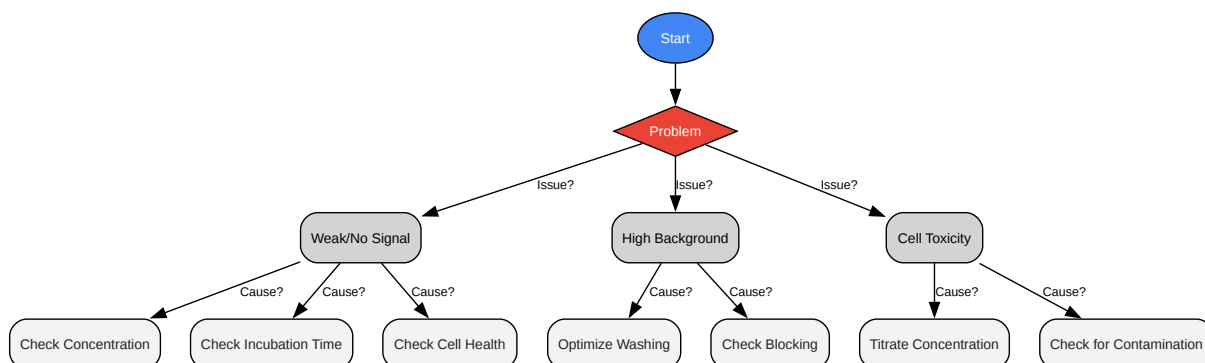 Start
Problem
Issue?
Issue?
Issue?
Weak/No Signal
High Background
Cell Toxicity
Cause?
Cause?
Cause?
Cause?
Cause?
Cause?
Cause?
Check Concentration
Check Incubation Time
Check Cell Health
Optimize Washing
Check Blocking
Titrate Concentration
Check for Contamination